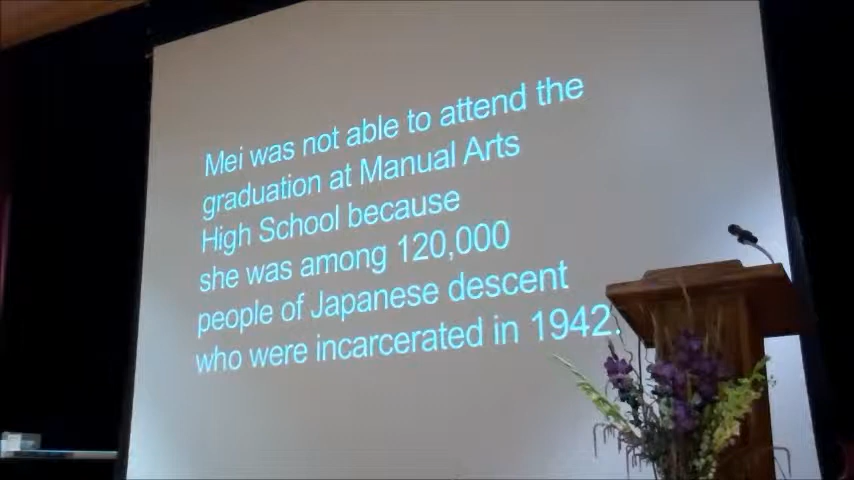 Mei was not able to attend the
graduation at Manual Arts
High School because
she was among 120,000
people of Japanese descent
who were incarcerated in 1942.